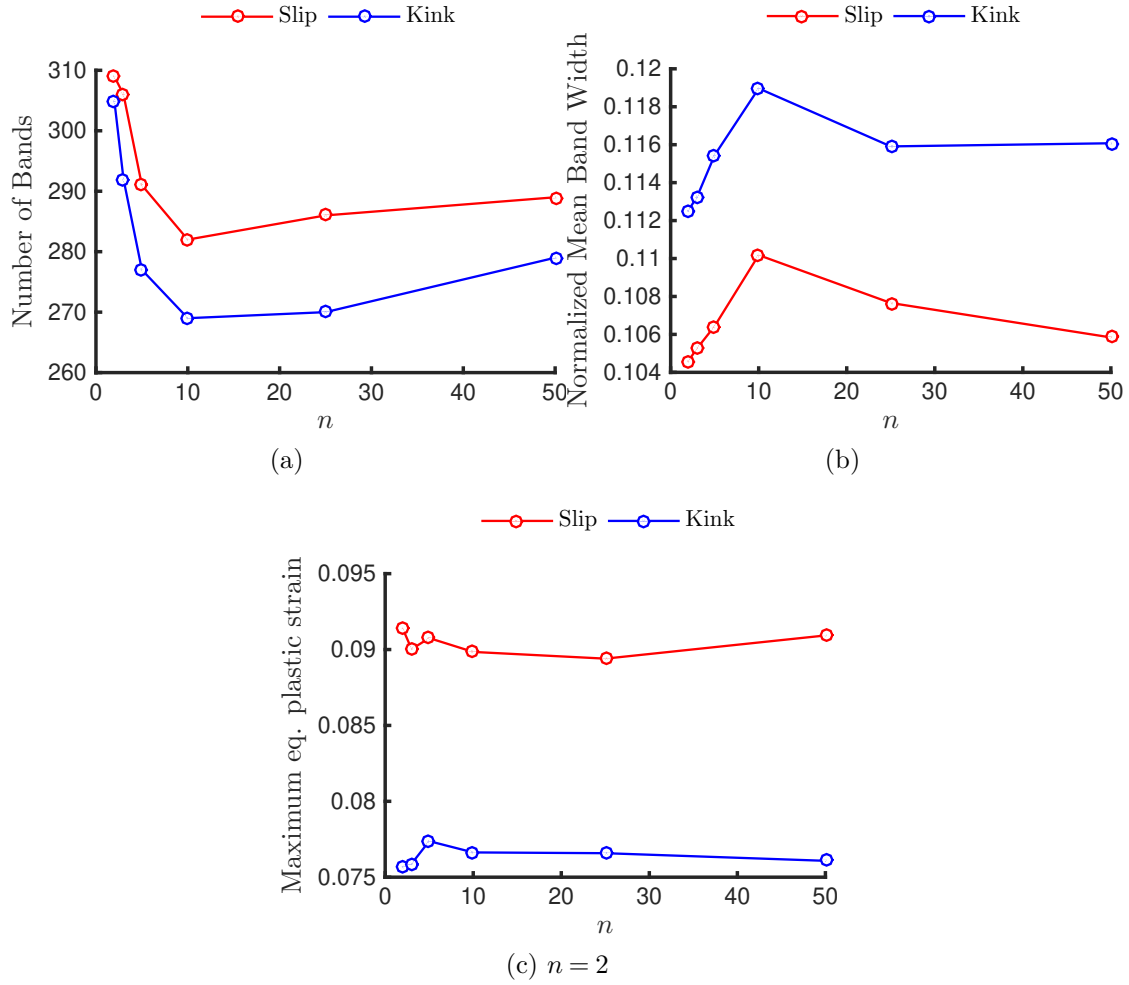 Slip Kink
Number of Bands
310
300
290
280
270
260
0 10 20 30 40 50
n
(a)
Slip Kink
Normalized Mean Band Width
0.12
0.118
0.116
0.114
0.112
0.11
0.108
0.106
0.104
0 10 20 30 40 50
n
(b)
Slip Kink
Maximum eq. plastic strain
0.095
0.09
0.085
0.08
0.075
0 10 20 30 40 50
n
(c) n = 2